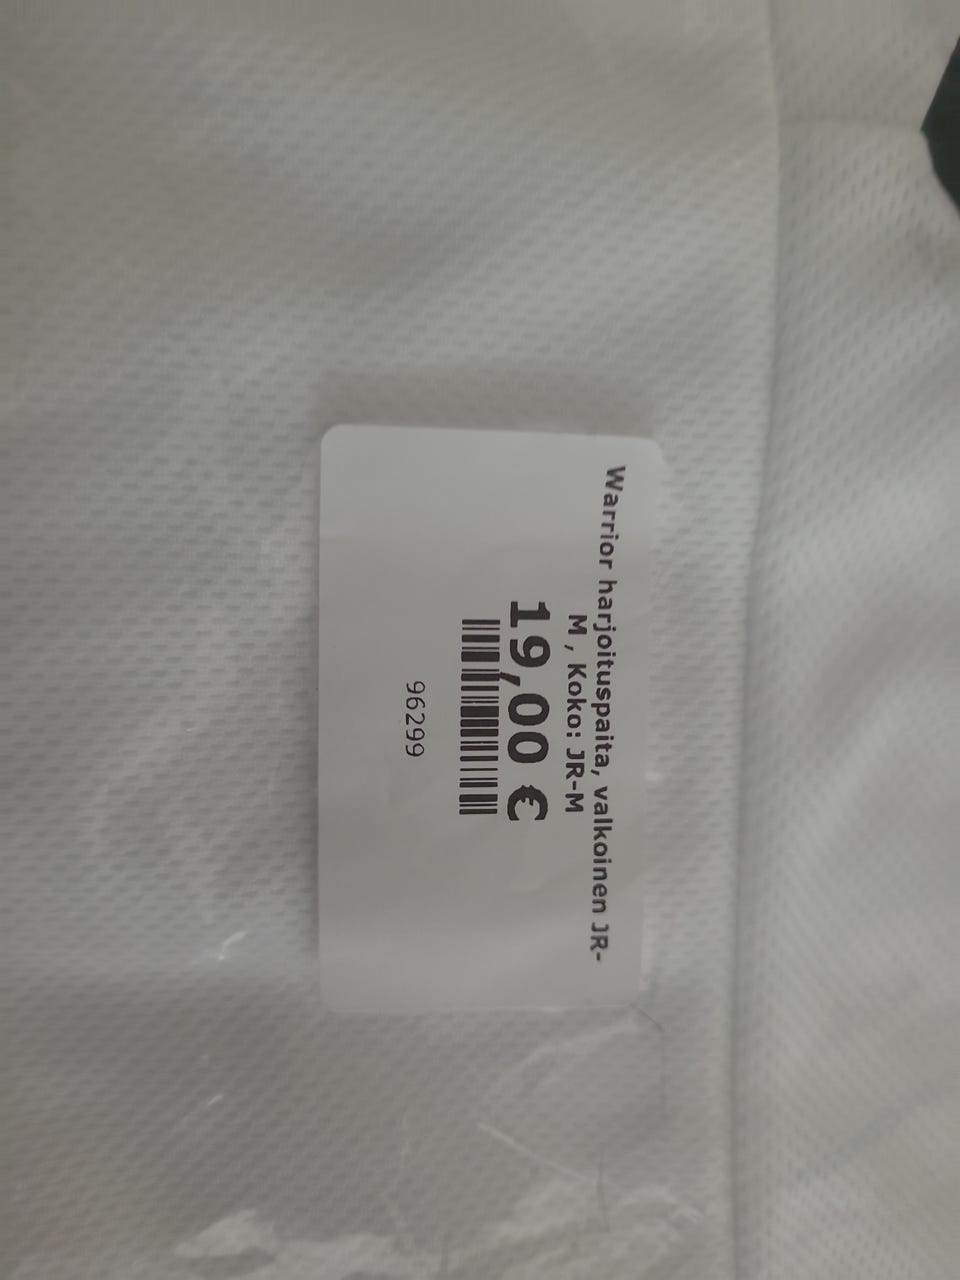 Warrior harjoituspaita, valkoinen JR-
M , Koko: JR-M
19,00 €
96299